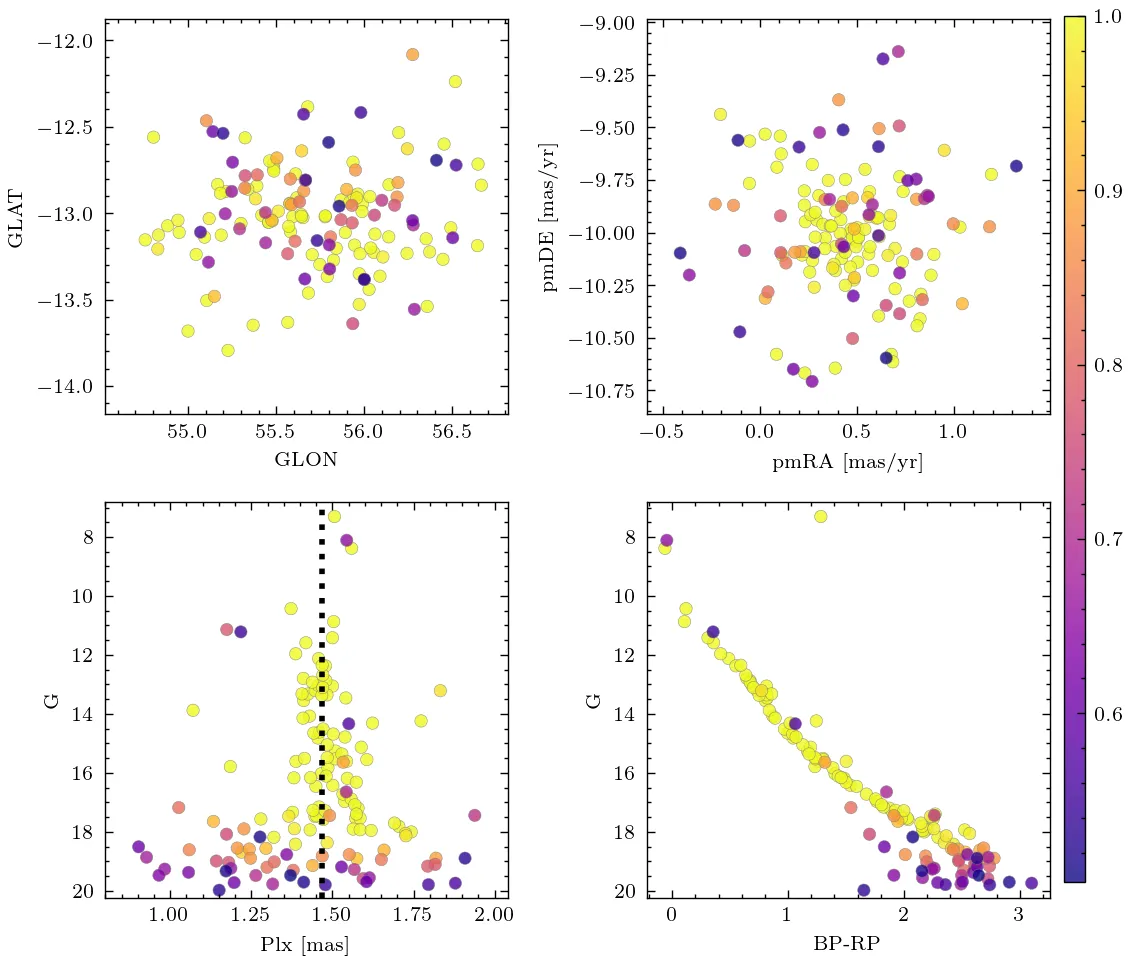 −12.0
−12.5
−13.0
−13.5
−14.0
GLAT
55.0 55.5 56.0 56.5
GLON
−9.00
−9.25
−9.50
−9.75
−10.00
−10.25
−10.50
−10.75
pmDE [mas/yr]
−0.5 0.0 0.5 1.0
pmRA [mas/yr]
1.0
0.9
0.8
0.7
0.6
8
10
12
14
16
18
20
G
1.00 1.25 1.50 1.75 2.00
Plx [mas]
8
10
12
14
16
18
20
G
0 1 2 3
BP-RP